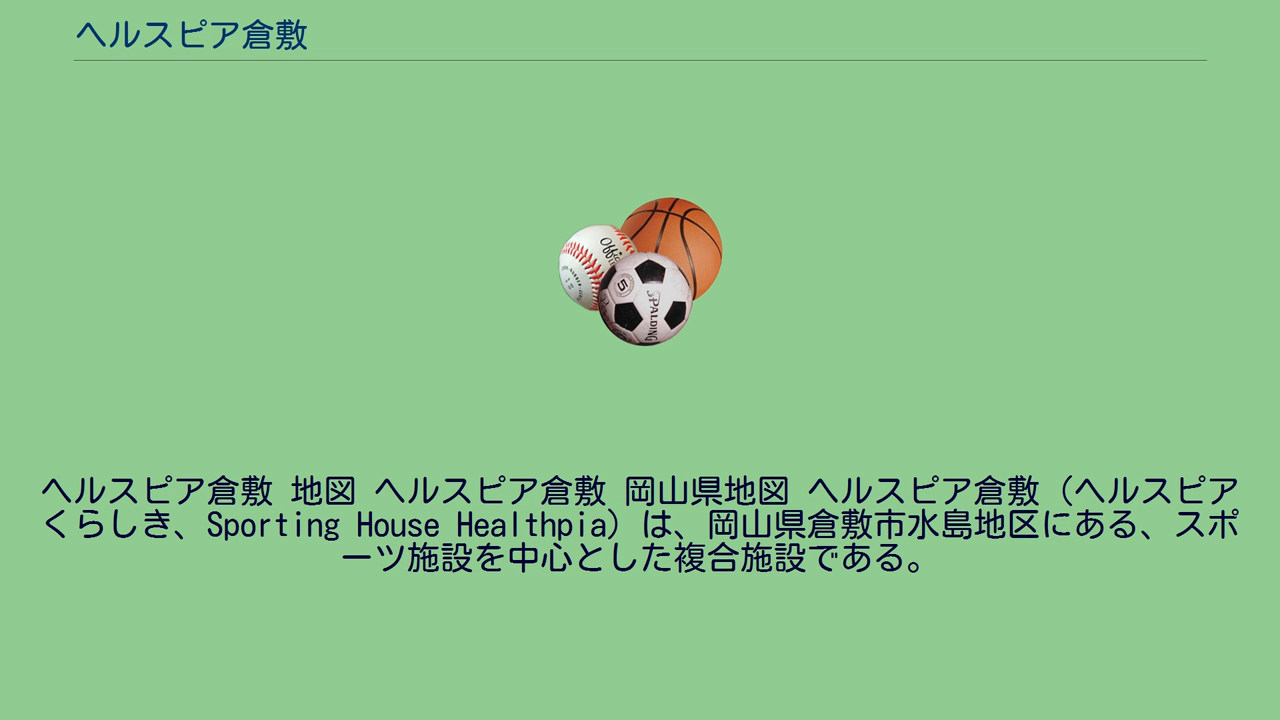 ヘルスピア倉敷
Offici
5
SPALDING
ヘルスピア倉敷 地図 ヘルスピア倉敷 岡山県地図 ヘルスピア倉敷（ヘルスピア
くらしき、Sporting House Healthpia）は、岡山県倉敷市水島地区にある、スポ
ーツ施設を中心とした複合施設である。